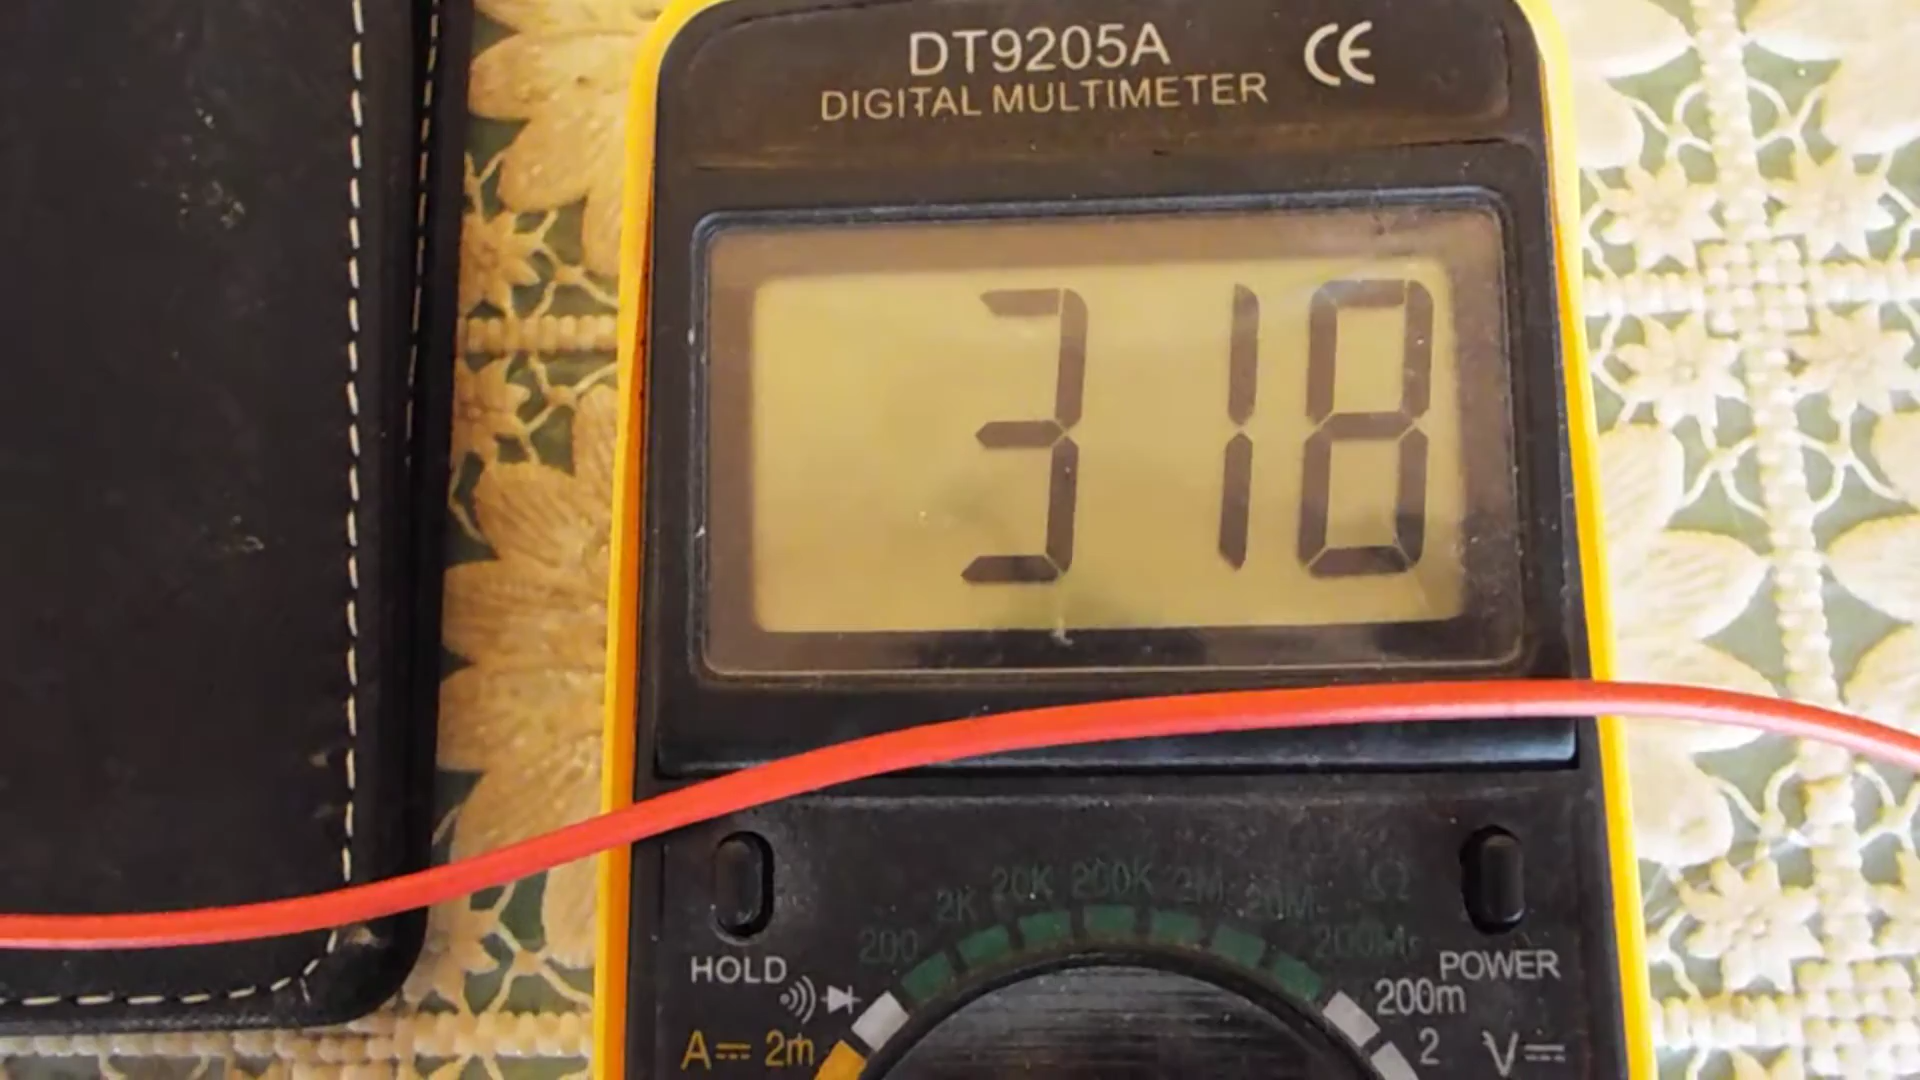 DT9205A CE
DIGITAL MULTIMETER
318
20K 200K 2M 20M Ω
2K
200 200M
HOLD POWER
200m
A 2m 2 V